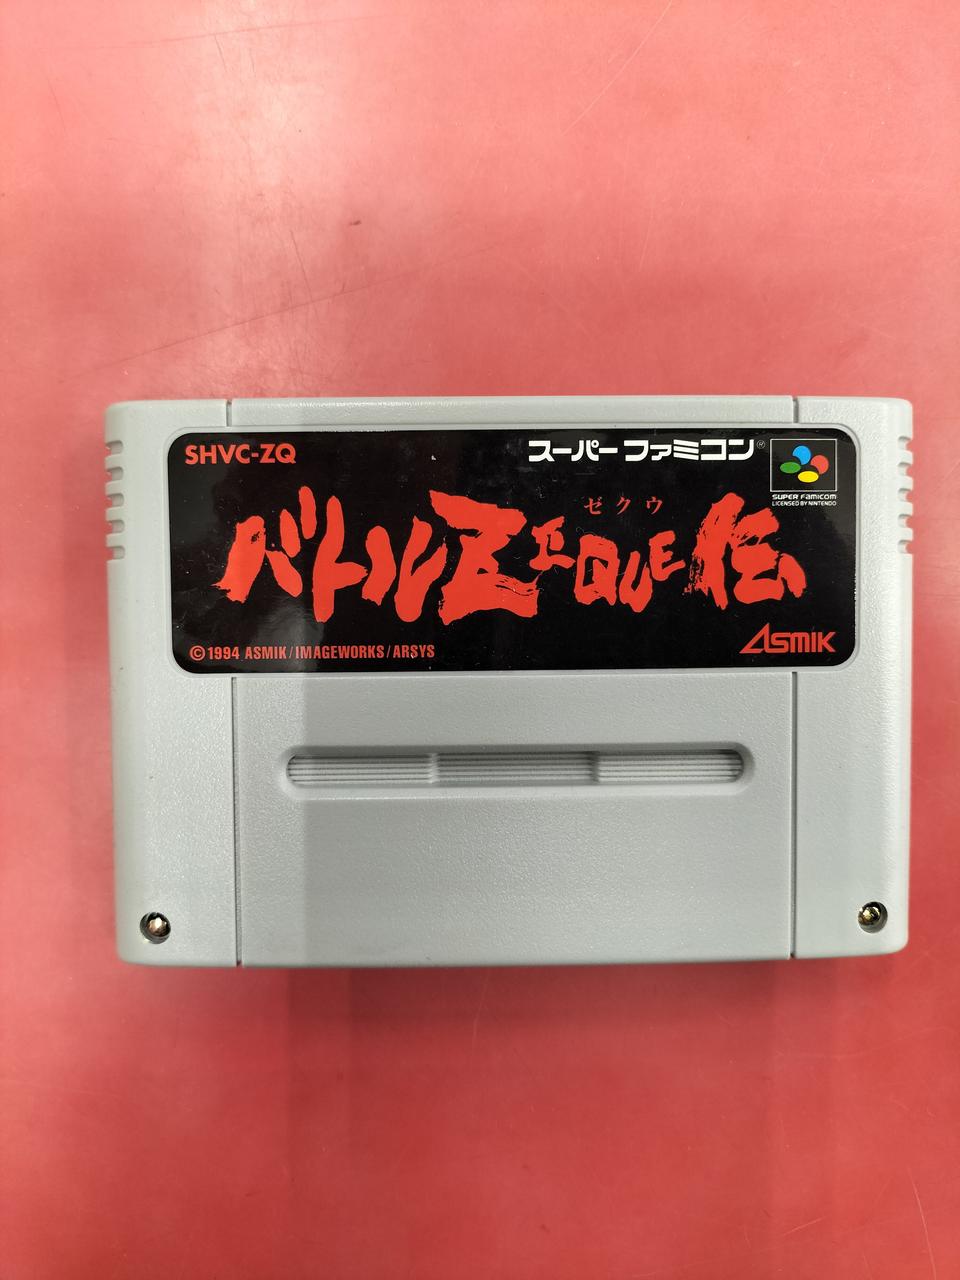 SHVC-ZQ
スーパーファミコン®
SUPER FAMICOM
LICENSED BY NINTENDO
ゼクウ
バトルZEQUE伝
©1994 ASMIK/IMAGEWORKS/ARSYS
ASMIK